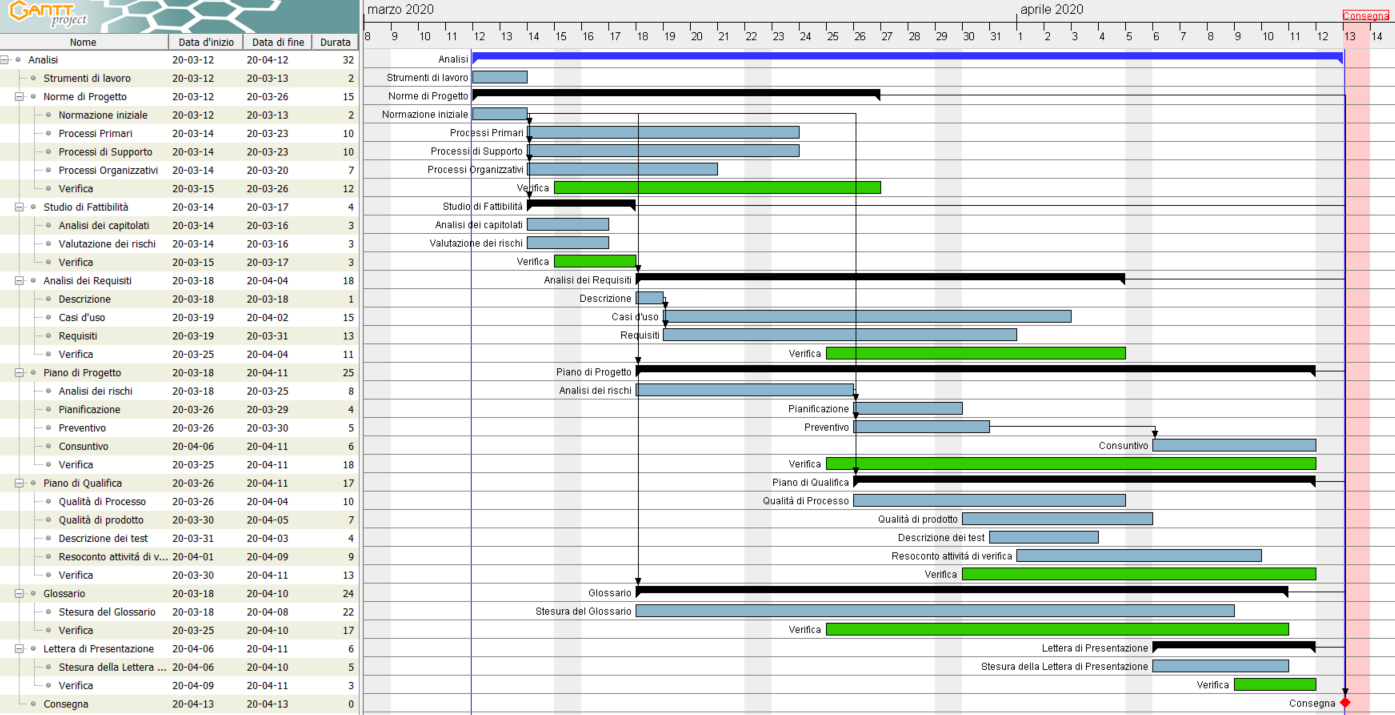 GANTT
project
Nome Data d'inizio Data di fine Durata
Analisi 20-03-12 20-04-12 32
Strumenti di lavoro 20-03-12 20-03-13 2
Norme di Progetto 20-03-12 20-03-26 15
Normazione iniziale 20-03-12 20-03-13 2
Processi Primari 20-03-14 20-03-23 10
Processi di Supporto 20-03-14 20-03-23 10
Processi Organizzativi 20-03-14 20-03-20 7
Verifica 20-03-15 20-03-26 12
Studio di Fattibilità 20-03-14 20-03-17 4
Analisi dei capitolati 20-03-14 20-03-16 3
Valutazione dei rischi 20-03-14 20-03-16 3
Verifica 20-03-15 20-03-17 3
Analisi dei Requisiti 20-03-18 20-04-04 18
Descrizione 20-03-18 20-03-18 1
Casi d'uso 20-03-19 20-04-02 15
Requisiti 20-03-19 20-03-31 13
Verifica 20-03-25 20-04-04 11
Piano di Progetto 20-03-18 20-04-11 25
Analisi dei rischi 20-03-18 20-03-25 8
Pianificazione 20-03-26 20-03-29 4
Preventivo 20-03-26 20-03-30 5
Consuntivo 20-04-06 20-04-11 6
Verifica 20-03-25 20-04-11 18
Piano di Qualifica 20-03-26 20-04-11 17
Qualità di Processo 20-03-26 20-04-04 10
Qualità di prodotto 20-03-30 20-04-05 7
Descrizione dei test 20-03-31 20-04-03 4
Resoconto attivitá di v... 20-04-01 20-04-09 9
Verifica 20-03-30 20-04-11 13
Glossario 20-03-18 20-04-10 24
Stesura del Glossario 20-03-18 20-04-08 22
Verifica 20-03-25 20-04-10 17
Lettera di Presentazione 20-04-06 20-04-11 6
Stesura della Lettera ... 20-04-06 20-04-10 5
Verifica 20-04-09 20-04-11 3
Consegna 20-04-13 20-04-13 0
marzo 2020 aprile 2020
Consegna
8 9 10 11 12 13 14 15 16 17 18 19 20 21 22 23 24 25 26 27 28 29 30 31 1 2 3 4 5 6 7 8 9 10 11 12 13 14
Analisi
Strumenti di lavoro
Norme di Progetto
Normazione iniziale
Processi Primari
Processi di Supporto
Processi Organizzativi
Verifica
Studio di Fattibilità
Analisi dei capitolati
Valutazione dei rischi
Verifica
Analisi dei Requisiti
Descrizione
Casi d'uso
Requisiti
Verifica
Piano di Progetto
Analisi dei rischi
Pianificazione
Preventivo
Consuntivo
Verifica
Piano di Qualifica
Qualità di Processo
Qualità di prodotto
Descrizione dei test
Resoconto attivitá di verifica
Verifica
Glossario
Stesura del Glossario
Verifica
Lettera di Presentazione
Stesura della Lettera di Presentazione
Verifica
Consegna